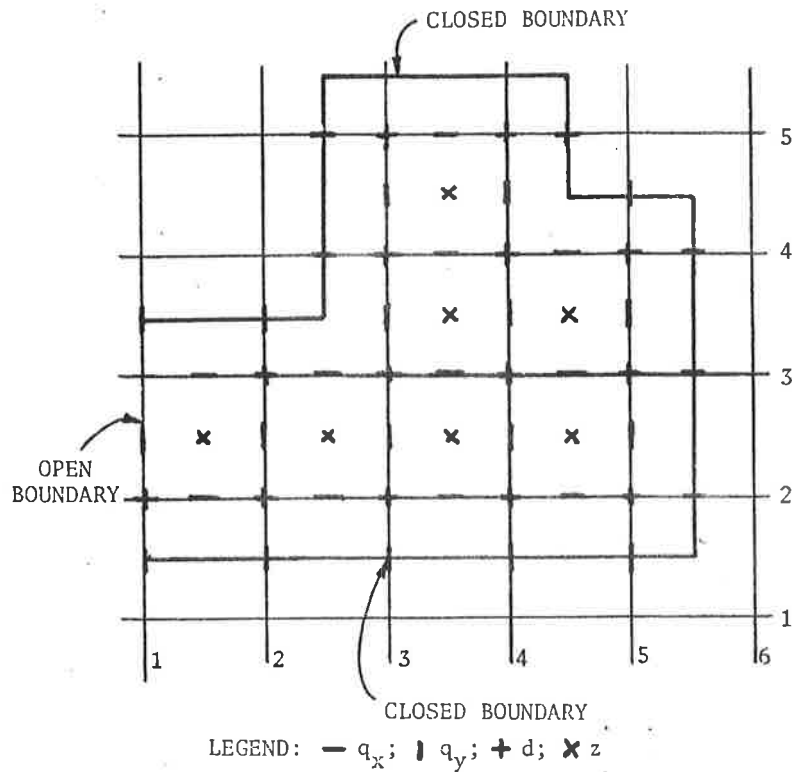 CLOSED BOUNDARY
5
4
3
OPEN
BOUNDARY
2
1
1 2 3 4 5 6
CLOSED BOUNDARY
LEGEND: — q_x; | q_y; + d; × z